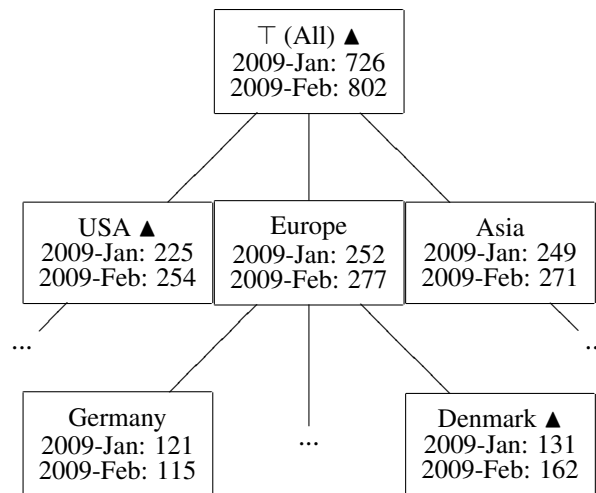 ⊤ (All) ▲
2009-Jan: 726
2009-Feb: 802
USA ▲
2009-Jan: 225
2009-Feb: 254
Europe
2009-Jan: 252
2009-Feb: 277
Asia
2009-Jan: 249
2009-Feb: 271
...
..
Germany
2009-Jan: 121
2009-Feb: 115
...
Denmark ▲
2009-Jan: 131
2009-Feb: 162